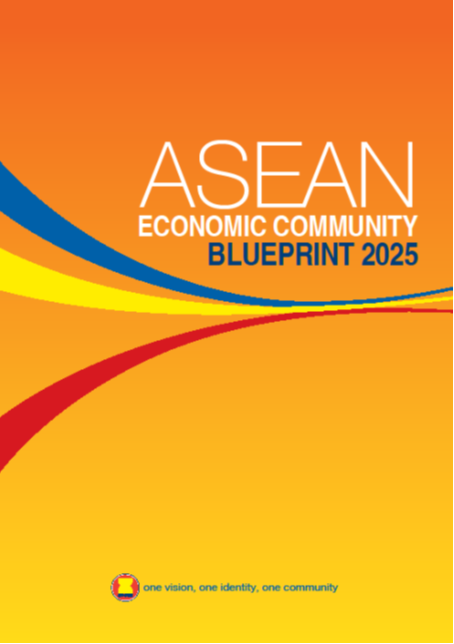 ASEAN
ECONOMIC COMMUNITY
BLUEPRINT 2025
one vision, one identity, one community